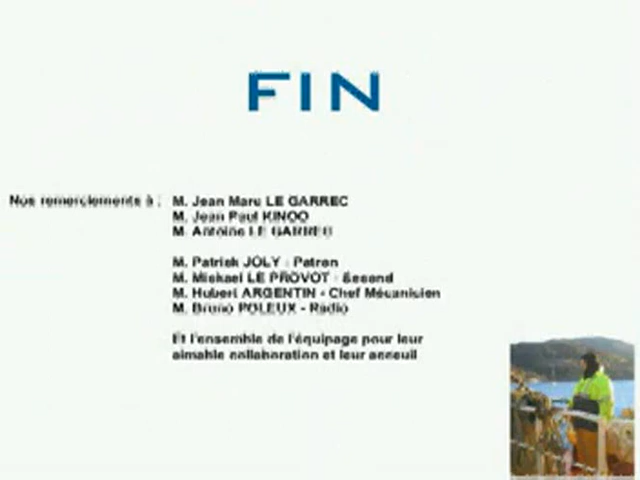 FIN
Nos remerciements à :
M. Jean Marc LE GARREC
M. Jean Paul KINOO
M. Antoine LE GARREC
M. Patrick JOLY - Patron
M. Mickael LE PROVOT - Second
M. Hubert ARGENTIN - Chef Mécanicien
M. Bruno POLEUX - Radio
Et l'ensemble de l'équipage pour leur
aimable collaboration et leur acceuil